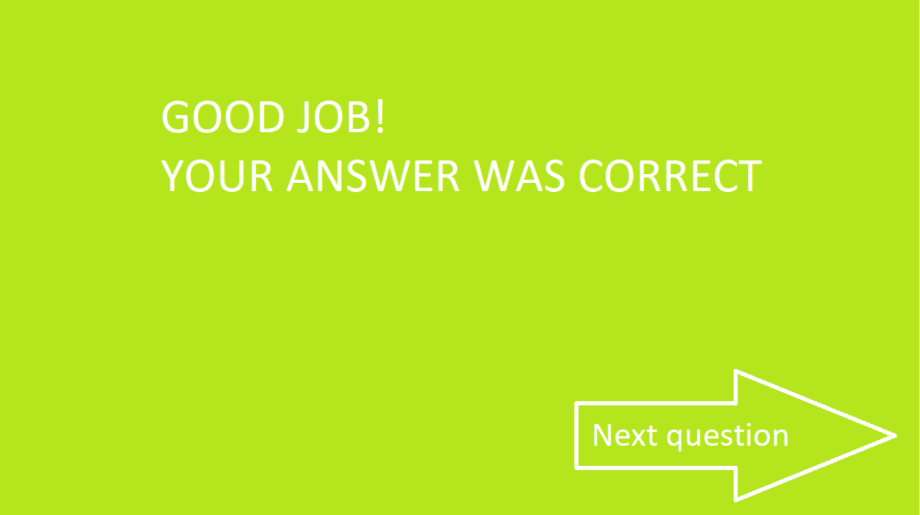 GOOD JOB!
YOUR ANSWER WAS CORRECT
Next question